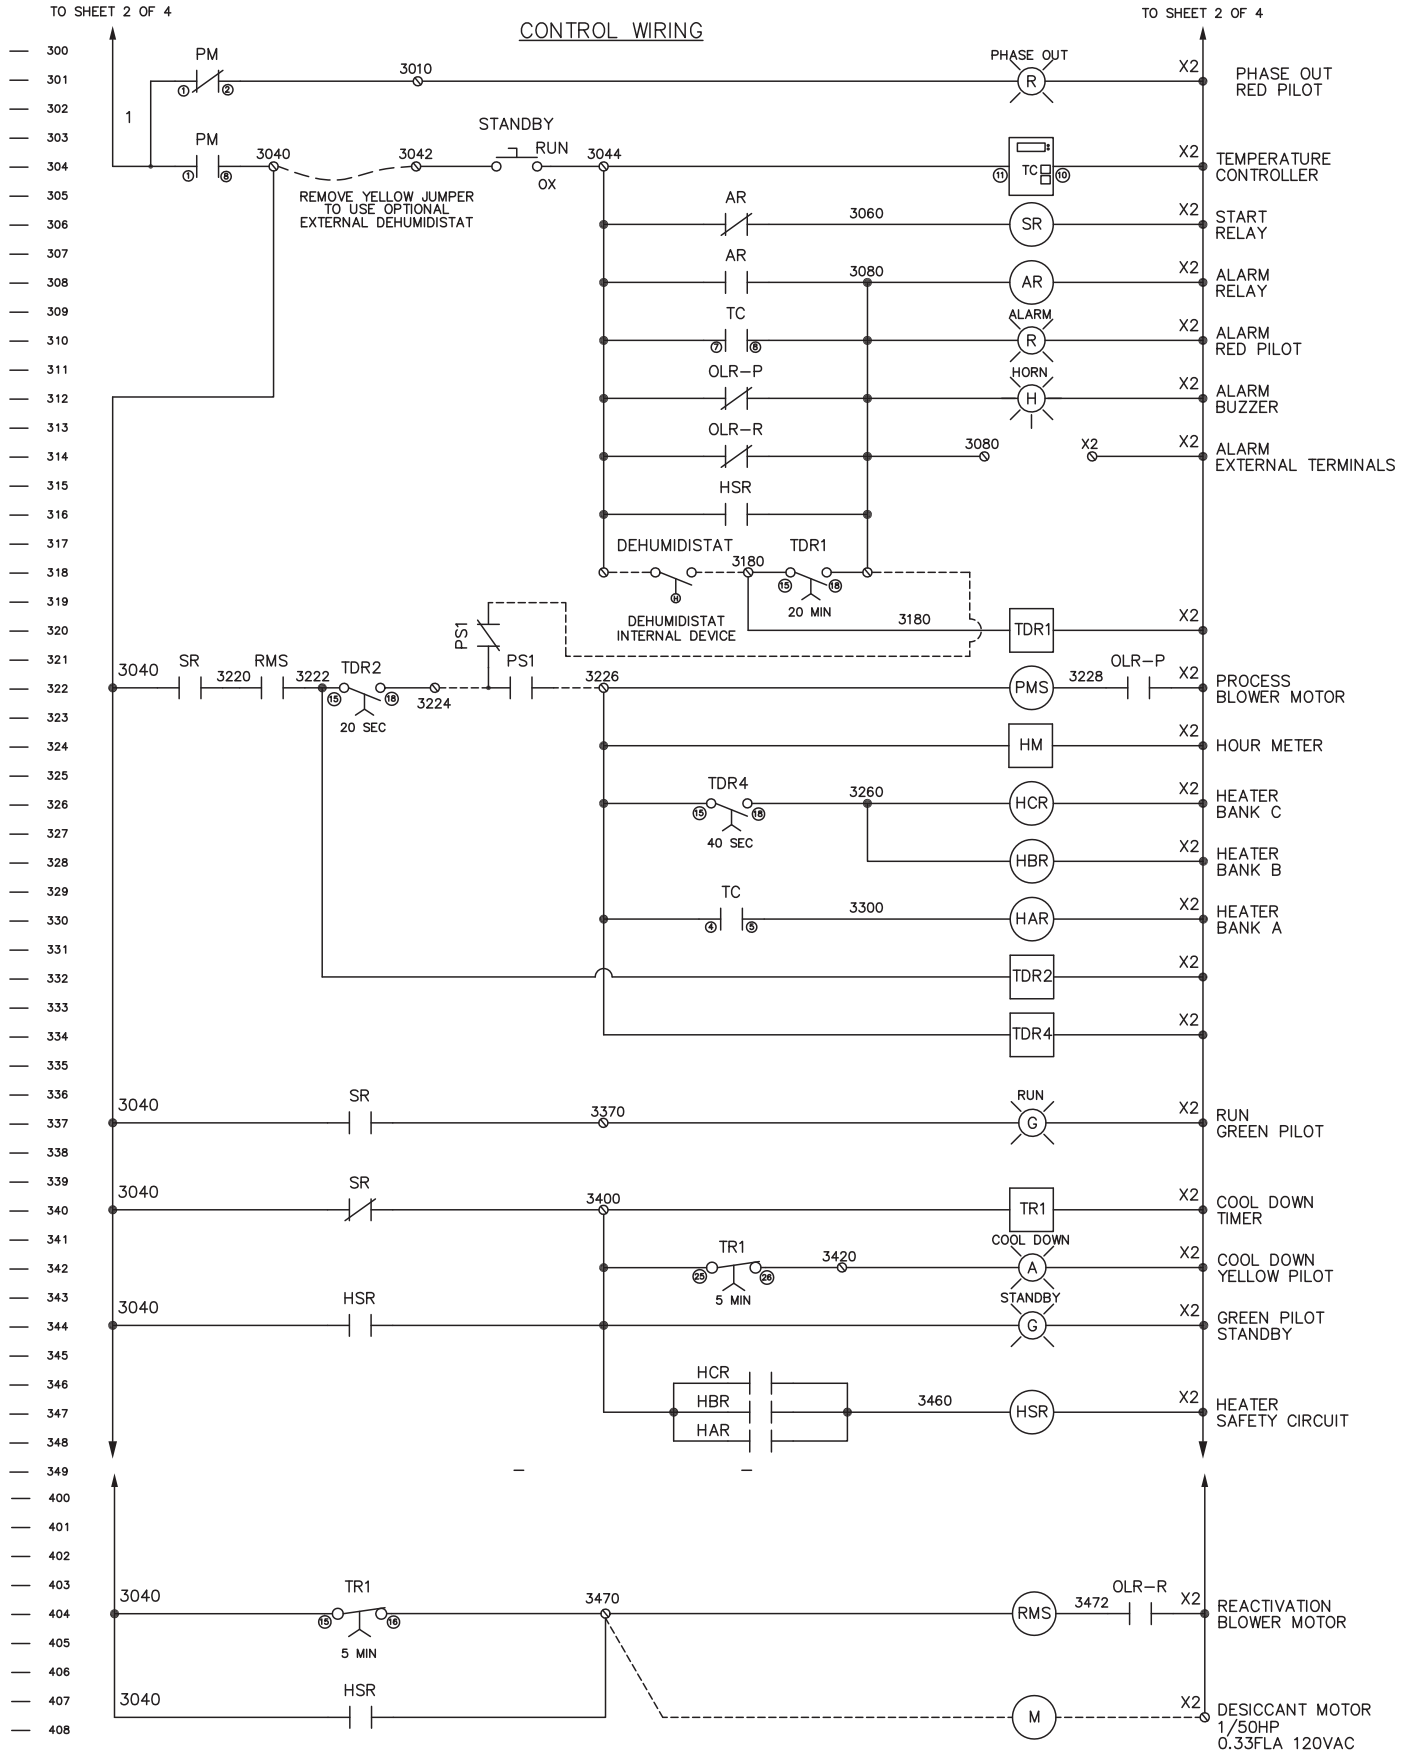 TO SHEET 2 OF 4
TO SHEET 2 OF 4
CONTROL WIRING
300
PM
PHASE OUT
301
1 2
3010
R
X2
PHASE OUT
RED PILOT
302
1
303
PM
STANDBY
RUN
304
1 8
3040
3042
OX
3044
11
TC
10
X2
TEMPERATURE
CONTROLLER
REMOVE YELLOW JUMPER
TO USE OPTIONAL
EXTERNAL DEHUMIDISTAT
305
AR
306
3060
SR
X2
START
RELAY
307
AR
308
3080
AR
X2
ALARM
RELAY
309
TC
ALARM
310
7 8
R
X2
ALARM
RED PILOT
311
OLR-P
HORN
312
H
X2
ALARM
BUZZER
313
OLR-R
314
3080
X2
X2
ALARM
EXTERNAL TERMINALS
315
HSR
316
317
DEHUMIDISTAT
TDR1
318
3180
15 18
H
20 MIN
319
DEHUMIDISTAT
INTERNAL DEVICE
320
PS1
3180
TDR1
X2
321
3040
SR
3220
RMS
3222
TDR2
PS1
3226
322
15 18
3224
PMS
3228
OLR-P
X2
PROCESS
BLOWER MOTOR
20 SEC
323
324
HM
X2
HOUR METER
325
TDR4
326
15 18
3260
HCR
X2
HEATER
BANK C
327
40 SEC
328
HBR
X2
HEATER
BANK B
329
TC
330
4 5
3300
HAR
X2
HEATER
BANK A
331
332
TDR2
X2
333
334
TDR4
X2
335
336
SR
RUN
337
3040
3370
G
X2
RUN
GREEN PILOT
338
339
SR
340
3040
3400
TR1
X2
COOL DOWN
TIMER
341
TR1
COOL DOWN
342
25 26
3420
A
X2
COOL DOWN
YELLOW PILOT
343
5 MIN
HSR
STANDBY
344
3040
G
X2
GREEN PILOT
STANDBY
345
346
HCR
347
HBR
3460
HSR
X2
HEATER
SAFETY CIRCUIT
348
HAR
349
400
401
402
403
TR1
OLR-R
404
3040
15 16
3470
RMS
3472
X2
REACTIVATION
BLOWER MOTOR
405
5 MIN
406
407
3040
HSR
M
X2
DESICCANT MOTOR
1/50HP
0.33FLA 120VAC
408